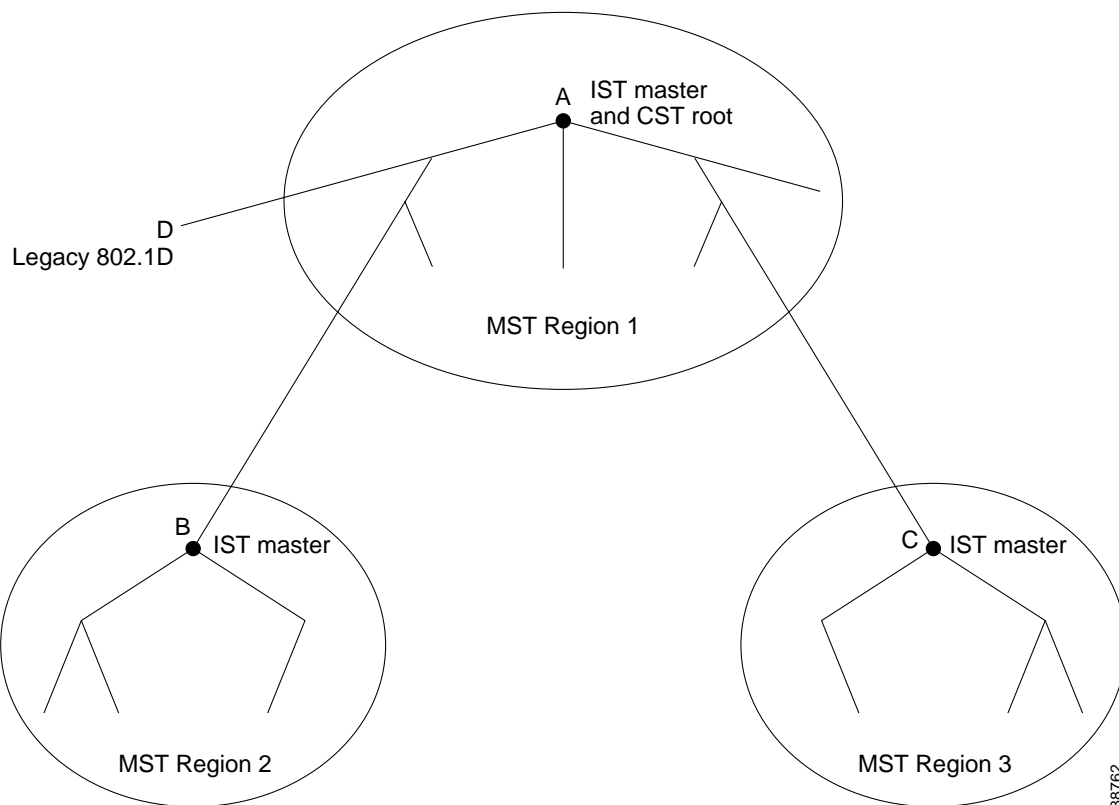 A
IST master
and CST root
D
Legacy 802.1D
MST Region 1
B
IST master
C
IST master
MST Region 2
MST Region 3